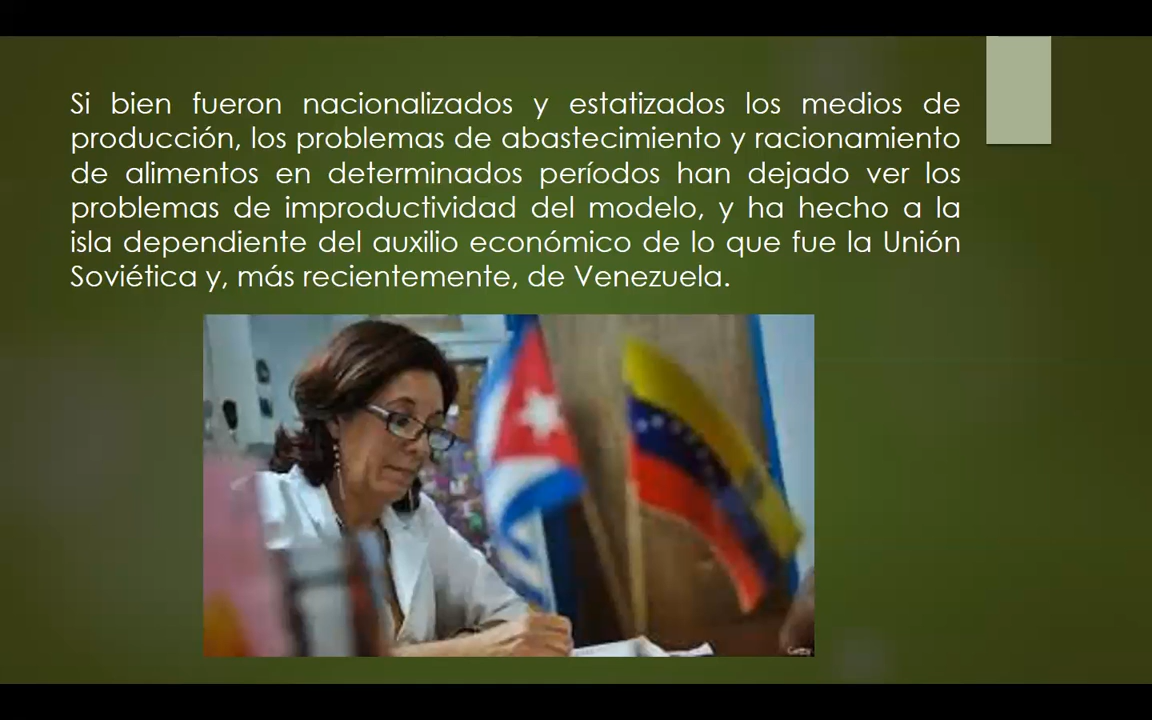 Si bien fueron nacionalizados y estatizados los medios de
producción, los problemas de abastecimiento y racionamiento
de alimentos en determinados períodos han dejado ver los
problemas de improductividad del modelo, y ha hecho a la
isla dependiente del auxilio económico de lo que fue la Unión
Soviética y, más recientemente, de Venezuela.
Getty